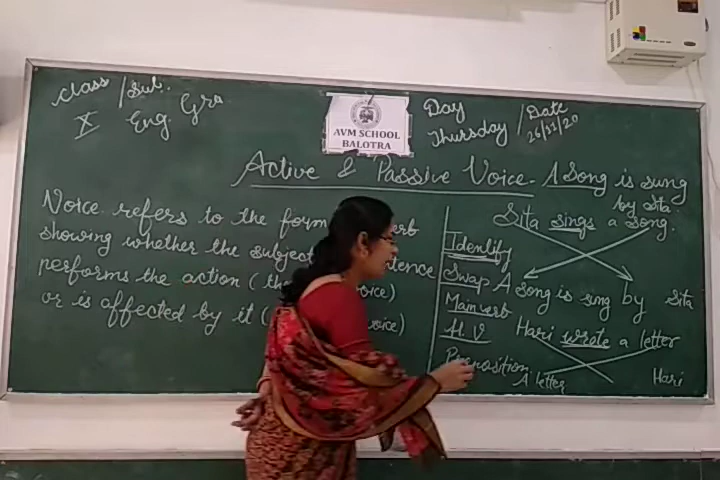 Class / Sub.
X Eng. Gra
AVM SCHOOL
BALOTRA
Day / Date
Thursday 26/11/20
Active & Passive Voice - A Song is sung
by Sita.
Voice refers to the form
showing whether the subject
performs the action (
or is affected by it (
Sita sings a song.
Identify
Swap A song is sing by Sita
Main verb
H.V Hari wrote a letter
Preposition
A letter Hari